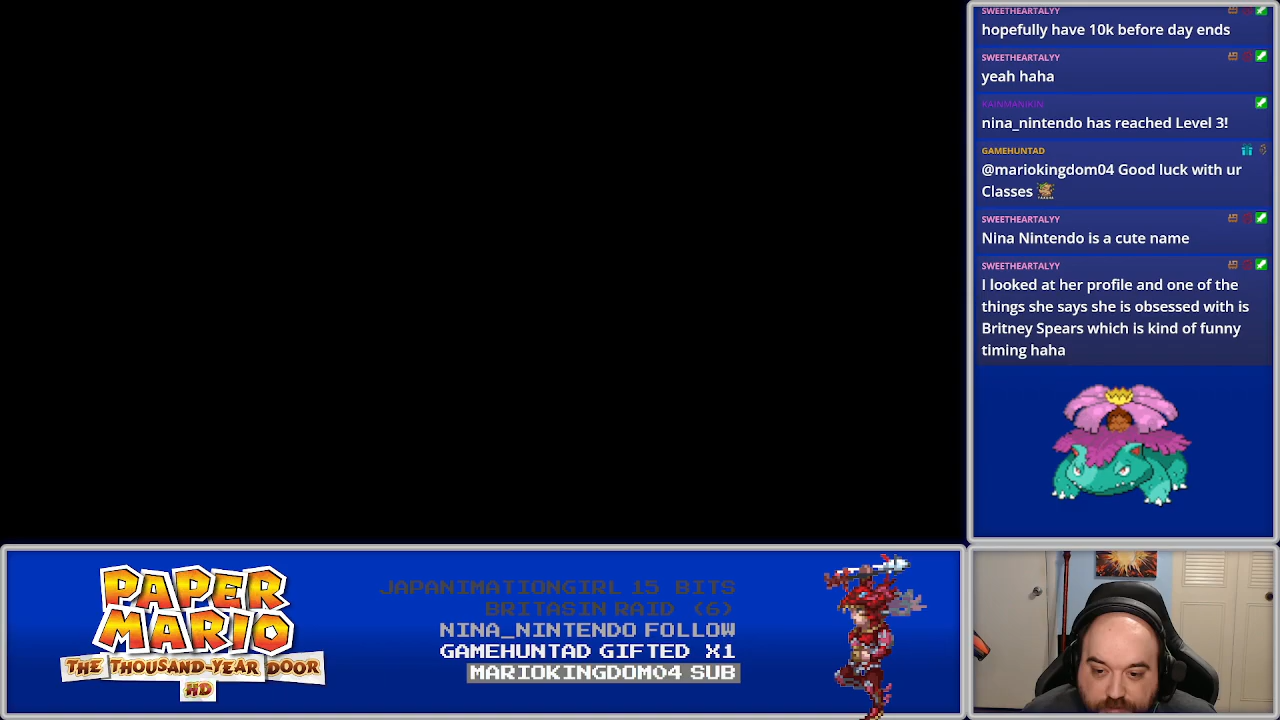 SWEETHEARTALYY
hopefully have 10k before day ends
SWEETHEARTALYY
yeah haha
KAINMANIKIN
nina_nintendo has reached Level 3!
GAMEHUNTAD
@mariokingdom04 Good luck with ur
Classes
SWEETHEARTALYY
Nina Nintendo is a cute name
SWEETHEARTALYY
I looked at her profile and one of the
things she says she is obsessed with is
Britney Spears which is kind of funny
timing haha
PAPER
MARIO
THE THOUSAND-YEAR DOOR
HD
JAPANIMATIONGIRL 15 BITS
BRITASIN RAID (6)
NINA_NINTENDO FOLLOW
GAMEHUNTAD GIFTED X1
MARIOKINGDOM04 SUB